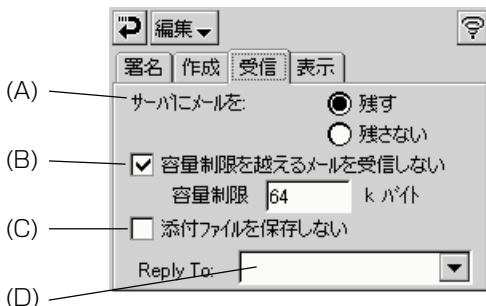 編集
署名 作成 受信 表示
(A) サーバにメールを: 残す
残さない
(B) 容量制限を越えるメールを受信しない
容量制限 64 k バイト
(C) 添付ファイルを保存しない
Reply To:
(D)